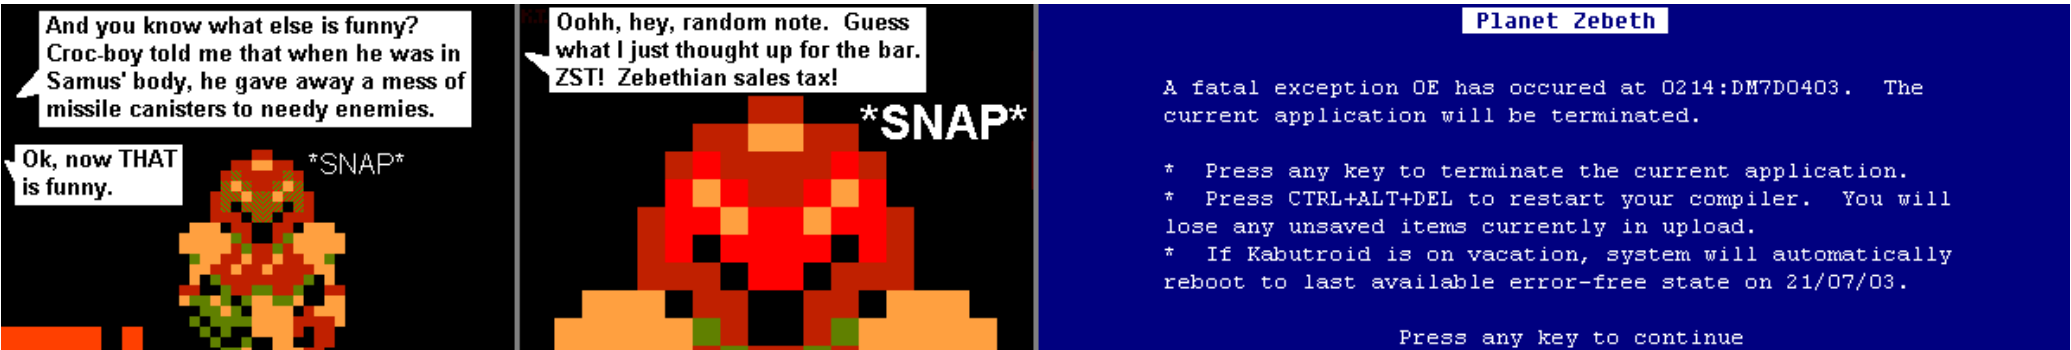 And you know what else is funny?
Croc-boy told me that when he was in
Samus' body, he gave away a mess of
missile canisters to needy enemies.
Ok, now THAT
is funny.
*SNAP*
Oohh, hey, random note.  Guess
what I just thought up for the bar.
ZST!  Zebethian sales tax!
*SNAP*
Planet Zebeth
A fatal exception OE has occured at 0214:DM7D0403.  The
current application will be terminated.
*  Press any key to terminate the current application.
*  Press CTRL+ALT+DEL to restart your compiler.  You will
lose any unsaved items currently in upload.
*  If Kabutroid is on vacation, system will automatically
reboot to last available error-free state on 21/07/03.
Press any key to continue